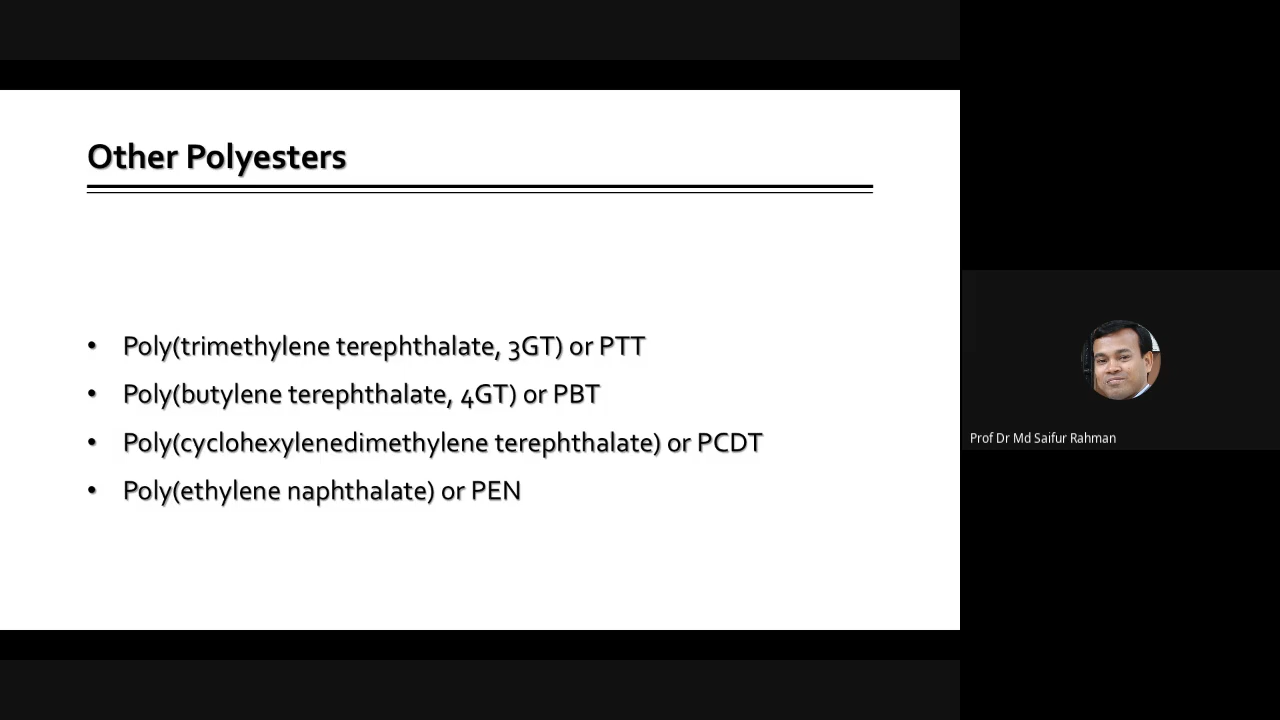 Other Polyesters
• Poly(trimethylene terephthalate, 3GT) or PTT
• Poly(butylene terephthalate, 4GT) or PBT
• Poly(cyclohexylenedimethylene terephthalate) or PCDT
• Poly(ethylene naphthalate) or PEN
Prof Dr Md Saifur Rahman